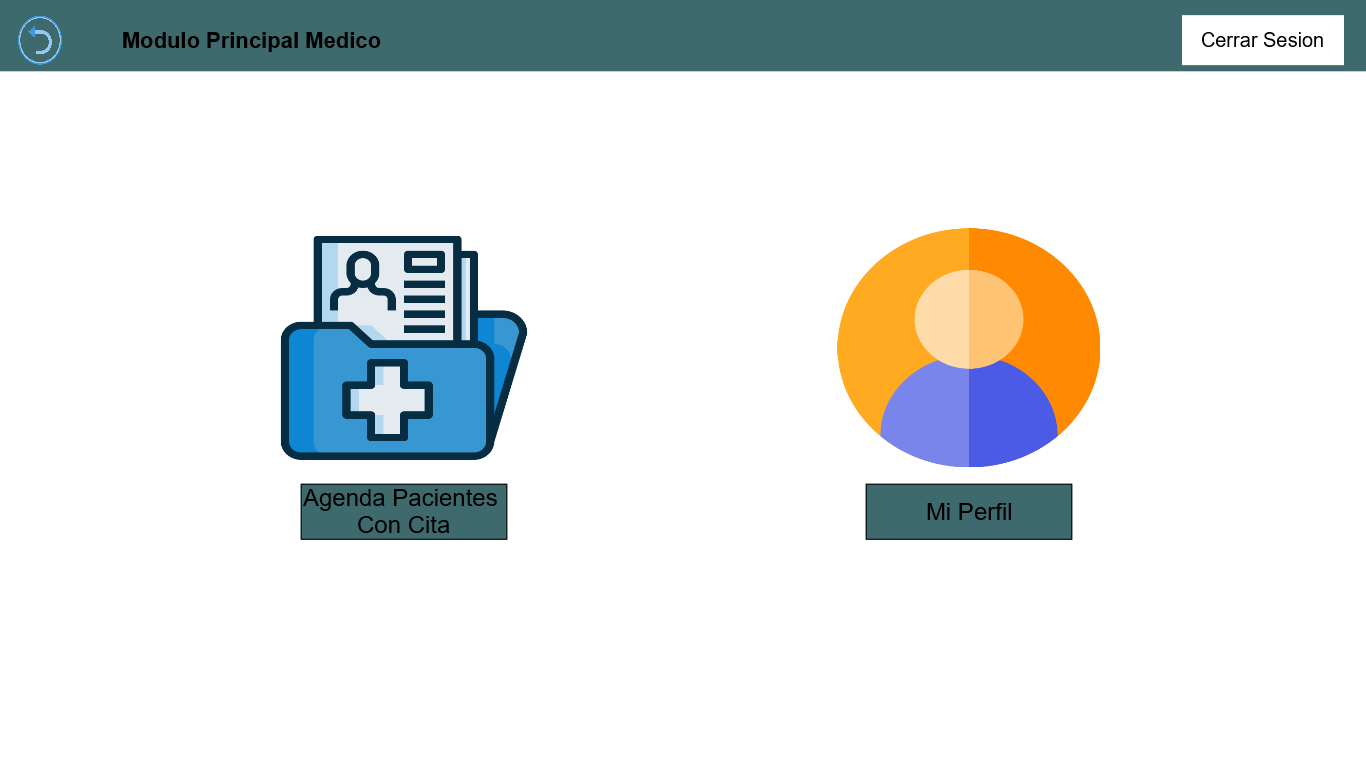 Modulo Principal Medico
Cerrar Sesion
Agenda Pacientes
Con Cita
Mi Perfil